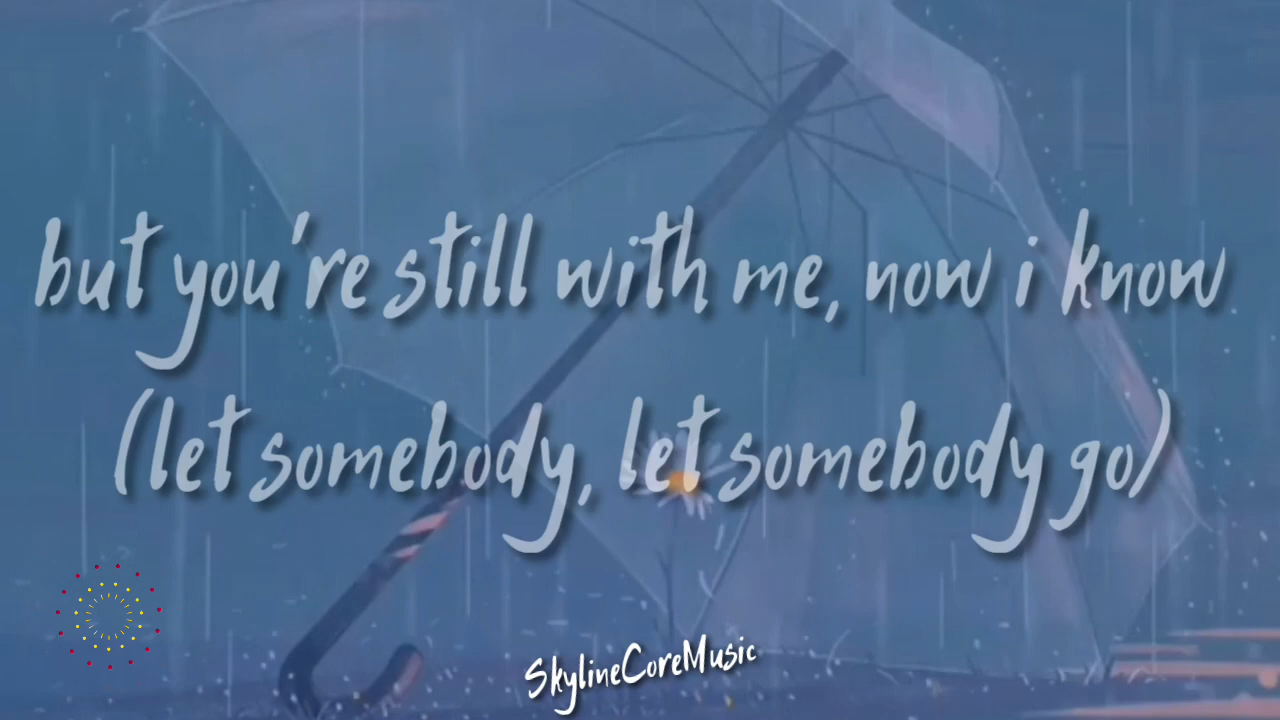 but you're still with me, now i know
(let somebody, let somebody go)
SkylineCoreMusic